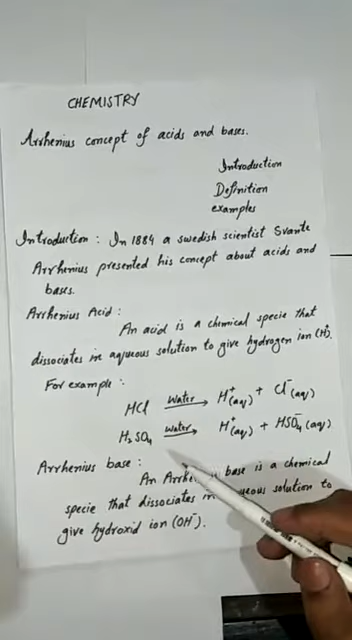 CHEMISTRY
Arrhenius concept of acids and bases.
Introduction
Definition
examples
Introduction : In 1884 a swedish scientist Svante
Arrhenius presented his concept about acids and
bases.
Arrhenius Acid :
An acid is a chemical specie that
dissociates in aqueous solution to give hydrogen ion (H⁺).
For example :
HCl water → H⁺(aq) + Cl⁻(aq)
H₂SO₄ water → H⁺(aq) + HSO₄⁻(aq)
Arrhenius base :
An base is a chemical
specie that dissociates in solution to
give hydroxid ion (OH⁻).